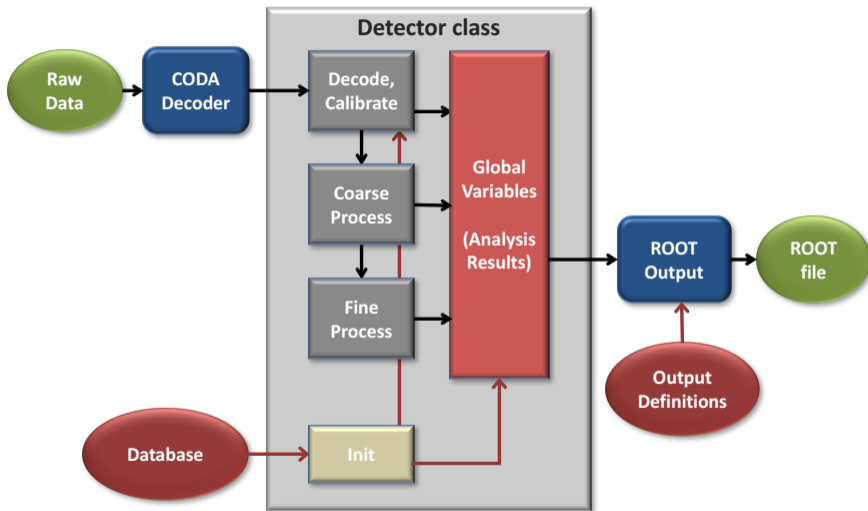 Detector class
Raw
Data
CODA
Decoder
Decode,
Calibrate
Coarse
Process
Fine
Process
Global
Variables
(Analysis
Results)
ROOT
Output
ROOT
file
Output
Definitions
Database
Init